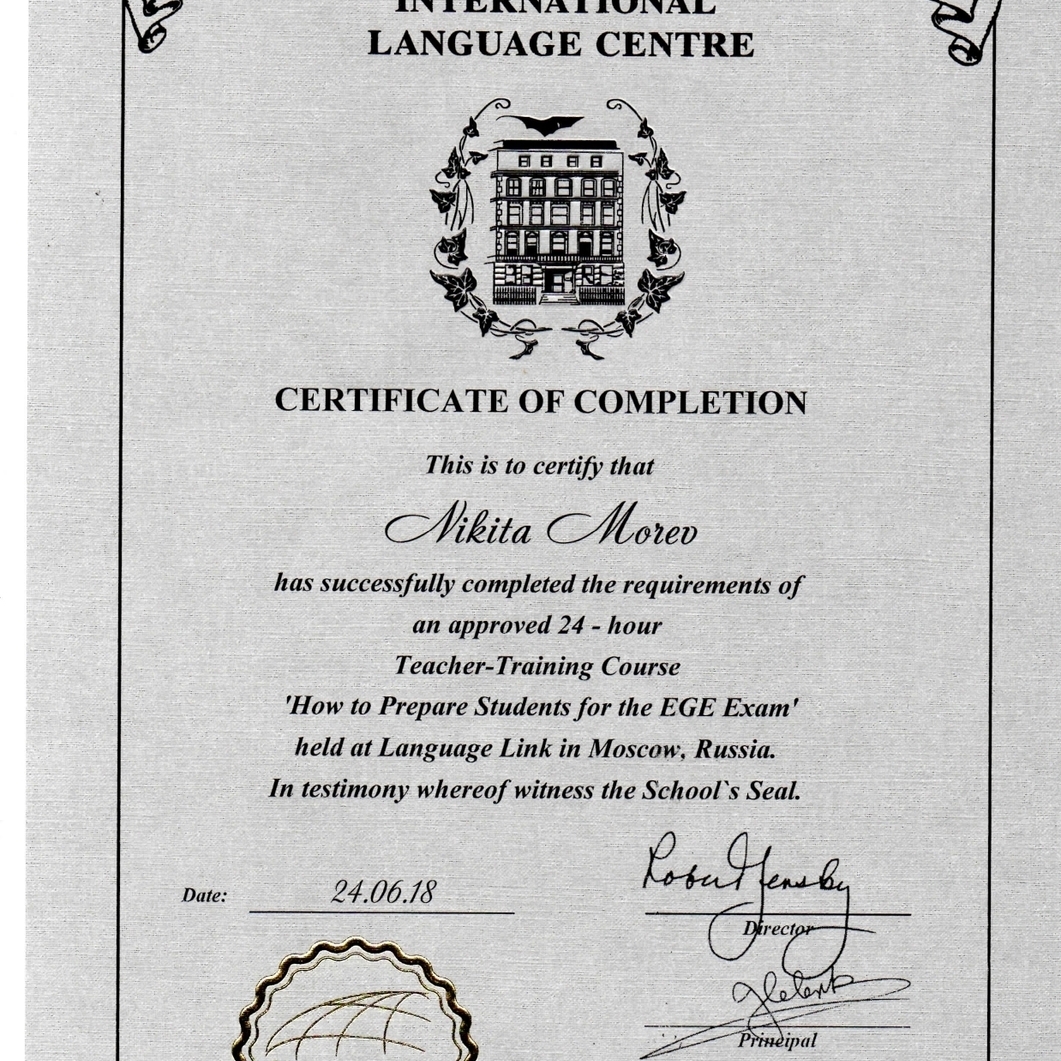 INTERNATIONAL
LANGUAGE CENTRE
CERTIFICATE OF COMPLETION
This is to certify that
Nikita Morev
has successfully completed the requirements of
an approved 24 - hour
Teacher-Training Course
'How to Prepare Students for the EGE Exam'
held at Language Link in Moscow, Russia.
In testimony whereof witness the School`s Seal.
Date: 24.06.18
Director
Principal